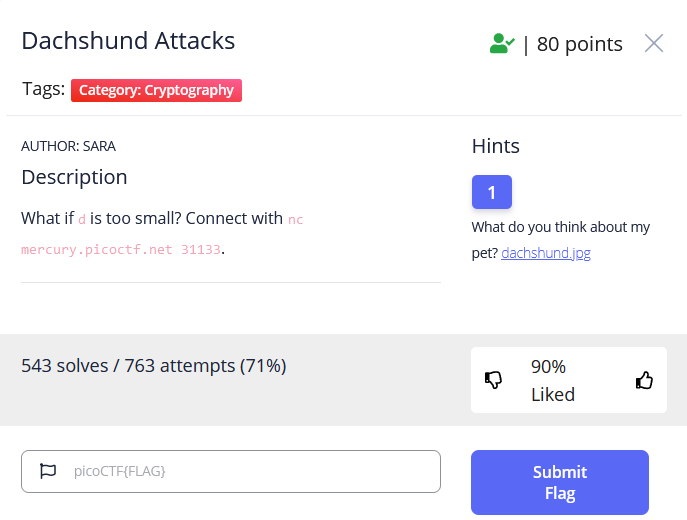 Dachshund Attacks
| 80 points
Tags: Category: Cryptography
AUTHOR: SARA
Description
What if d is too small? Connect with nc
mercury.picoctf.net 31133.
Hints
1
What do you think about my
pet? dachshund.jpg
543 solves / 763 attempts (71%)
90%
Liked
picoCTF{FLAG}
Submit
Flag